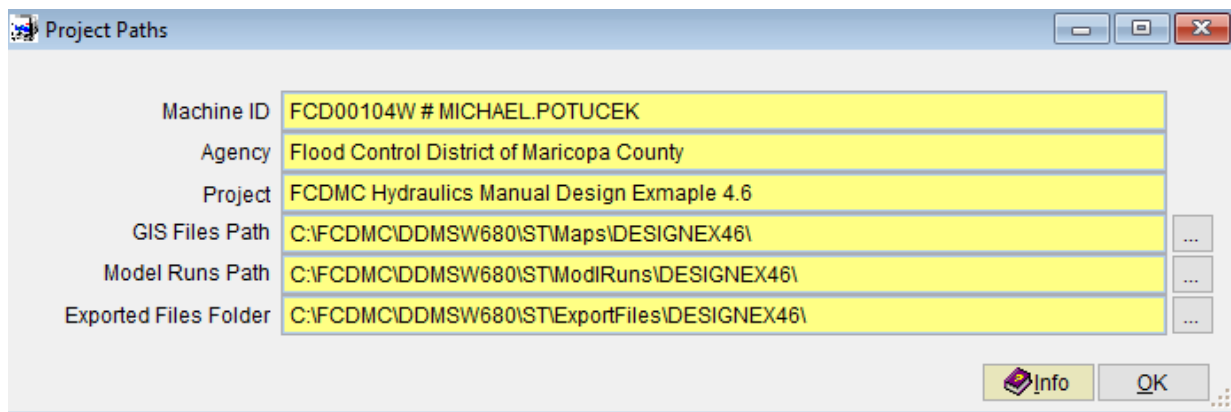 Project Paths
Machine ID FCD00104W # MICHAEL.POTUCEK
Agency Flood Control District of Maricopa County
Project FCDMC Hydraulics Manual Design Exmaple 4.6
GIS Files Path C:\FCDMC\DDMSW680\ST\Maps\DESIGNEX46\ ...
Model Runs Path C:\FCDMC\DDMSW680\ST\ModlRuns\DESIGNEX46\ ...
Exported Files Folder C:\FCDMC\DDMSW680\ST\ExportFiles\DESIGNEX46\ ...
Info OK